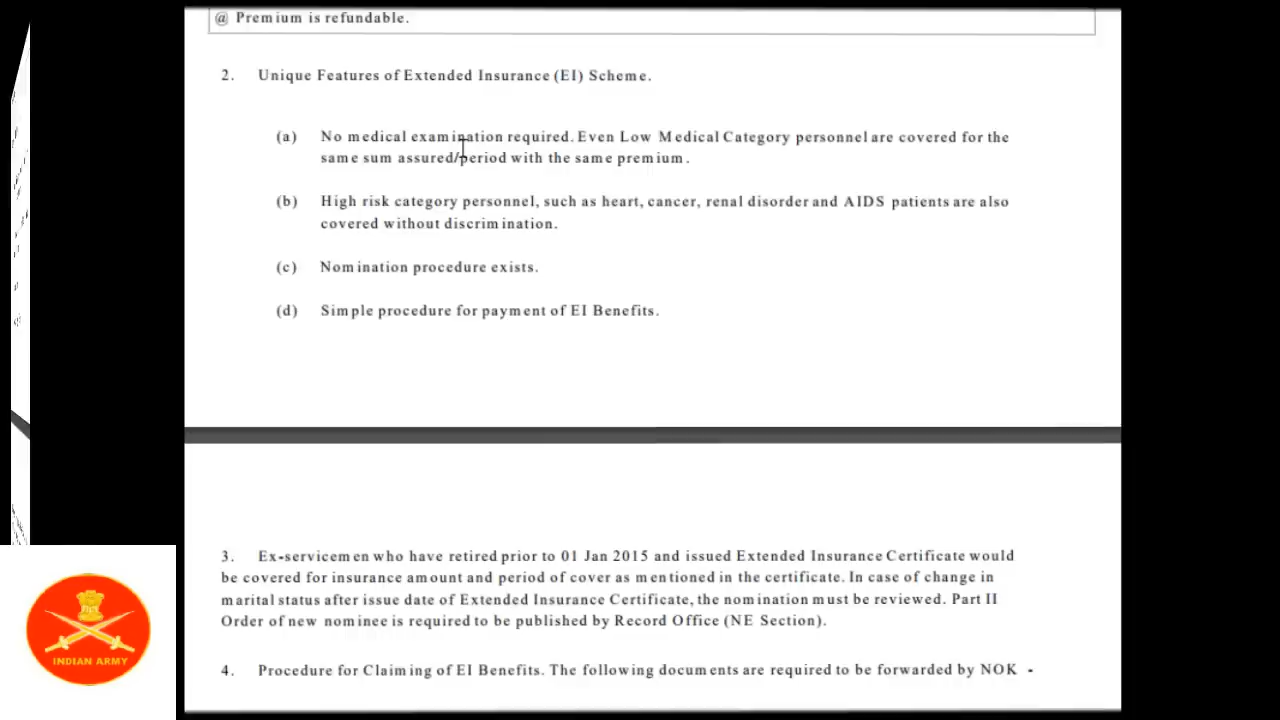 @ Premium is refundable.
2. Unique Features of Extended Insurance (EI) Scheme.
(a) No medical examination required. Even Low Medical Category personnel are covered for the
same sum assured/period with the same premium.
(b) High risk category personnel, such as heart, cancer, renal disorder and AIDS patients are also
covered without discrimination.
(c) Nomination procedure exists.
(d) Simple procedure for payment of EI Benefits.
3. Ex-servicemen who have retired prior to 01 Jan 2015 and issued Extended Insurance Certificate would
be covered for insurance amount and period of cover as mentioned in the certificate. In case of change in
marital status after issue date of Extended Insurance Certificate, the nomination must be reviewed. Part II
Order of new nominee is required to be published by Record Office (NE Section).
4. Procedure for Claiming of EI Benefits. The following documents are required to be forwarded by NOK -
INDIAN ARMY